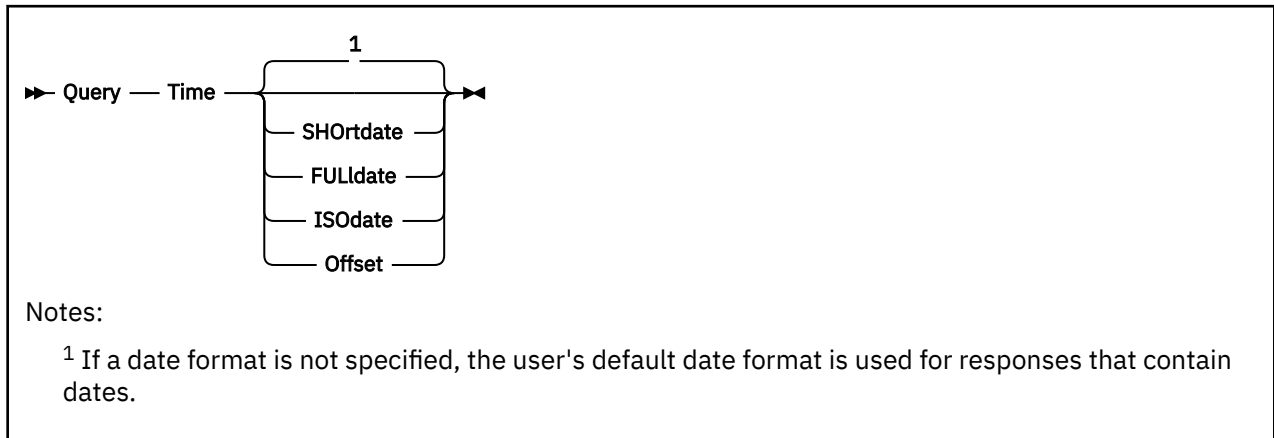 1
Query Time
SHOrtdate
FULldate
ISOdate
Offset
Notes:
1 If a date format is not specified, the user's default date format is used for responses that contain
dates.